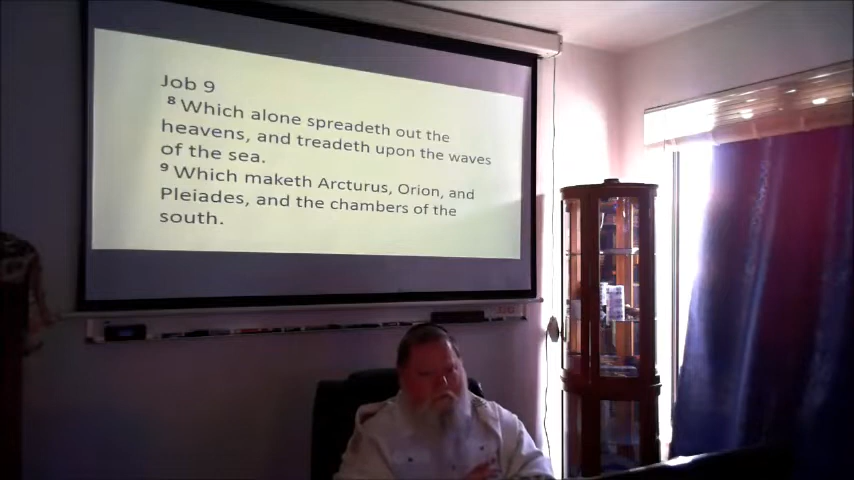 Job 9
8 Which alone spreadeth out the
heavens, and treadeth upon the waves
of the sea.
9 Which maketh Arcturus, Orion, and
Pleiades, and the chambers of the
south.